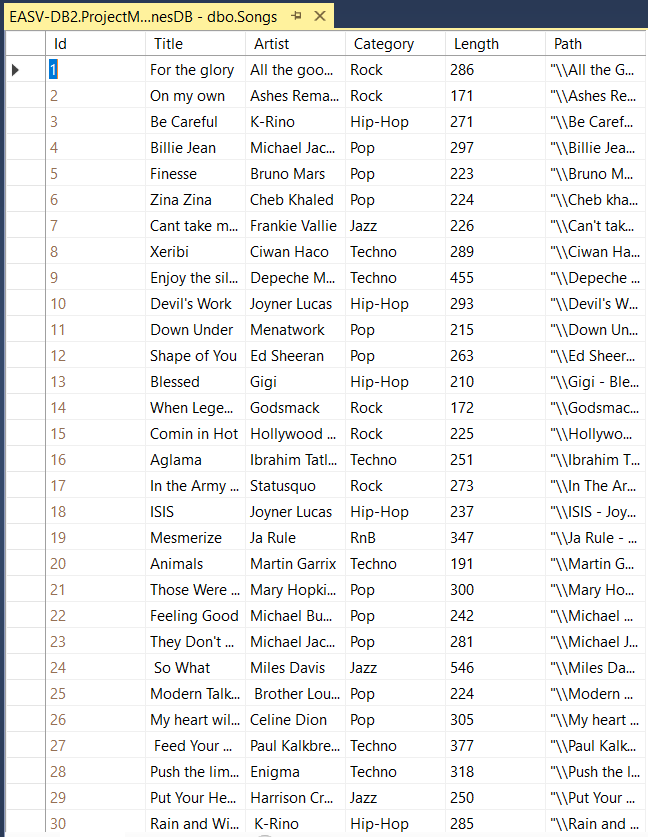 EASV-DB2.ProjectM...nesDB - dbo.Songs
Id Title Artist Category Length Path
1 For the glory All the goo... Rock 286 "\\All the G...
2 On my own Ashes Rema... Rock 171 "\\Ashes Re...
3 Be Careful K-Rino Hip-Hop 271 "\\Be Caref...
4 Billie Jean Michael Jac... Pop 297 "\\Billie Jea...
5 Finesse Bruno Mars Pop 223 "\\Bruno M...
6 Zina Zina Cheb Khaled Pop 224 "\\Cheb kha...
7 Cant take m... Frankie Vallie Jazz 226 "\\Can't tak...
8 Xeribi Ciwan Haco Techno 289 "\\Ciwan Ha...
9 Enjoy the sil... Depeche M... Techno 455 "\\Depeche ...
10 Devil's Work Joyner Lucas Hip-Hop 293 "\\Devil's W...
11 Down Under Menatwork Pop 215 "\\Down Un...
12 Shape of You Ed Sheeran Pop 263 "\\Ed Sheer...
13 Blessed Gigi Hip-Hop 210 "\\Gigi - Ble...
14 When Lege... Godsmack Rock 172 "\\Godsmac...
15 Comin in Hot Hollywood ... Rock 225 "\\Hollywo...
16 Aglama Ibrahim Tatl... Techno 251 "\\Ibrahim T...
17 In the Army ... Statusquo Rock 273 "\\In The Ar...
18 ISIS Joyner Lucas Hip-Hop 237 "\\ISIS - Joy...
19 Mesmerize Ja Rule RnB 347 "\\Ja Rule - ...
20 Animals Martin Garrix Techno 191 "\\Martin G...
21 Those Were ... Mary Hopki... Pop 300 "\\Mary Ho...
22 Feeling Good Michael Bu... Pop 242 "\\Michael ...
23 They Don't ... Michael Jac... Pop 281 "\\Michael J...
24 So What Miles Davis Jazz 546 "\\Miles Da...
25 Modern Talk... Brother Lou... Pop 224 "\\Modern ...
26 My heart wil... Celine Dion Pop 305 "\\My heart ...
27 Feed Your ... Paul Kalkbre... Techno 377 "\\Paul Kalk...
28 Push the lim... Enigma Techno 318 "\\Push the l...
29 Put Your He... Harrison Cr... Jazz 250 "\\Put Your ...
30 Rain and Wi... K-Rino Hip-Hop 285 "\\Rain and ...